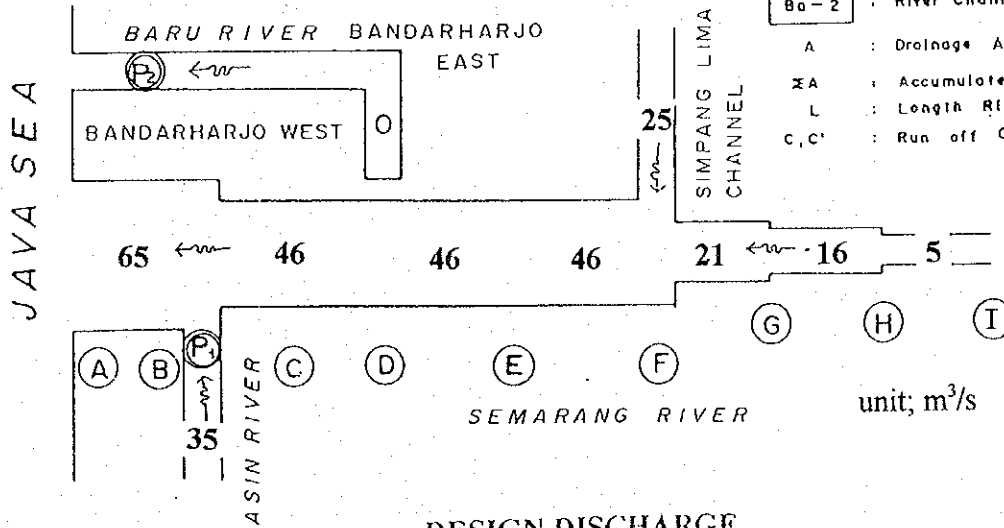 BARU RIVER
BANDARHARJO EAST
P2
BANDARHARJO WEST
O
JAVA SEA
25
SIMPANG LIMA CHANNEL
Ba-2 : River
A : Drainage A
ΣA : Accumulate
L : Length
C,C' : Run off
65
46
46
46
21
16
5
A
B
P1
C
D
E
F
G
H
I
35
ASIN RIVER
SEMARANG RIVER
unit; m³/s
DESIGN DISCHARGE